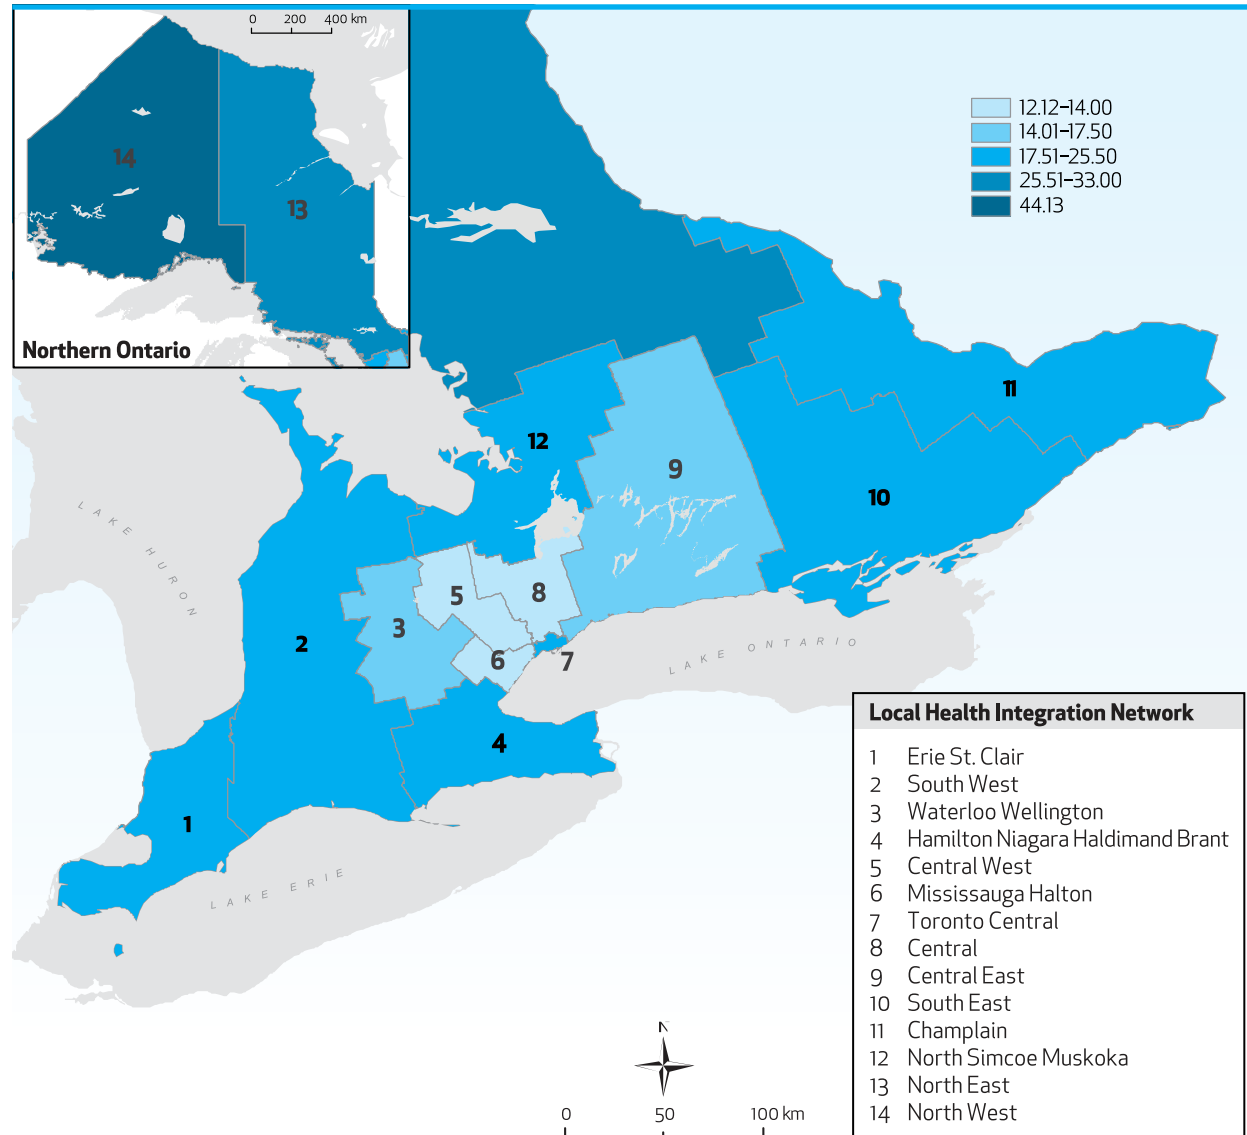 0 200 400 km
14
13
Northern Ontario
12.12–14.00
14.01–17.50
17.51–25.50
25.51–33.00
44.13
11
12
9
10
LAKE HURON
5
8
3
2
6
7
LAKE ONTARIO
4
1
LAKE ERIE
Local Health Integration Network
1 Erie St. Clair
2 South West
3 Waterloo Wellington
4 Hamilton Niagara Haldimand Brant
5 Central West
6 Mississauga Halton
7 Toronto Central
8 Central
9 Central East
10 South East
11 Champlain
12 North Simcoe Muskoka
13 North East
14 North West
N
0 50 100 km